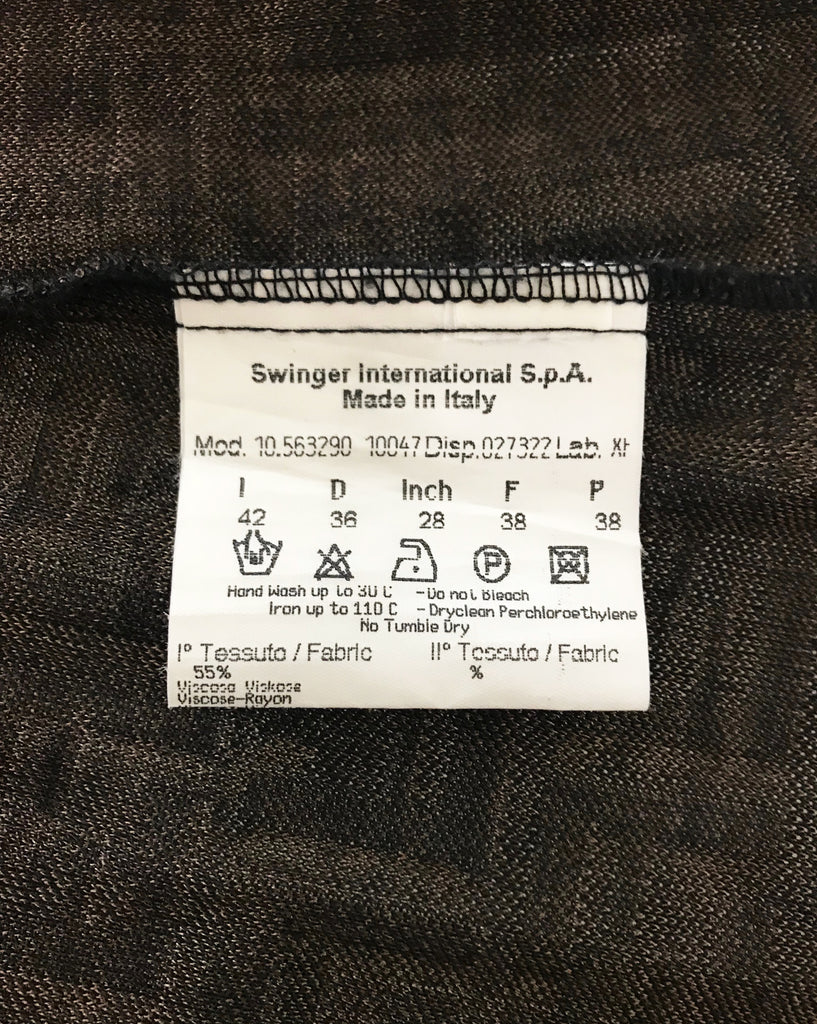 Swinger International S.p.A.
Made in Italy
Mod. 10.563290 10047 Disp.027322 Lab.
I D Inch F P
42 36 28 38 38
P
Hand Wash up to 30 C - Do not Bleach
Iron up to 110 C - Dryclean Perchloroethylene
No Tumble Dry
I° Tessuto / Fabric II° Tessuto / Fabric
55% %
Viscosa Viskose
Viscose-Rayon